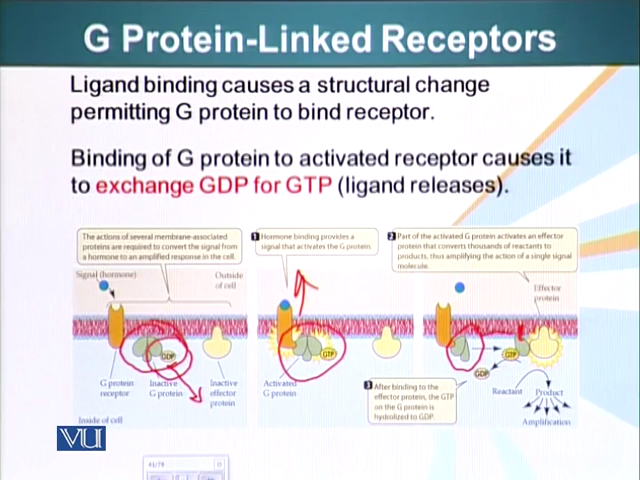 G Protein-Linked Receptors
Ligand binding causes a structural change
permitting G protein to bind receptor.
Binding of G protein to activated receptor causes it
to exchange GDP for GTP (ligand releases).
The actions of several membrane-associated
proteins are required to convert the signal from
a hormone to an amplified response in the cell.
1 Hormone binding provides a
signal that activates the G protein.
2 Part of the activated G protein activates an effector
protein that converts thousands of reactants to
products, thus amplifying the action of a single signal
molecule.
Signal (hormone)
Outside
of cell
Effector
protein
GDP
GTP
GTP
GDP
G protein
receptor
Inactive
G protein
Inactive
effector
protein
Activated
G protein
3 After binding to the
effector protein, the GTP
on the G protein is
hydrolized to GDP.
Reactant
Product
Amplification
Inside of cell
VU
41/79